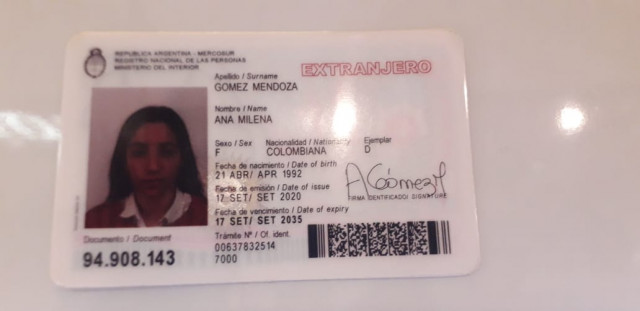 REPUBLICA ARGENTINA - MERCOSUR
REGISTRO NACIONAL DE LAS PERSONAS
MINISTERIO DEL INTERIOR
EXTRANJERO
Apellido / Surname
GOMEZ MENDOZA
Nombre / Name
ANA MILENA
Sexo / Sex Nacionalidad / Nationality Ejemplar
F COLOMBIANA D
Fecha de nacimiento / Date of birth
21 ABR/ APR 1992
Fecha de emisión / Date of issue
17 SET/ SET 2020
AGómezM
FIRMA IDENTIFICADO/ SIGNATURE
Fecha de vencimiento / Date of expiry
17 SET/ SET 2035
Documento / Document
94.908.143
Trámite Nº / Of. ident.
00637832514
7000